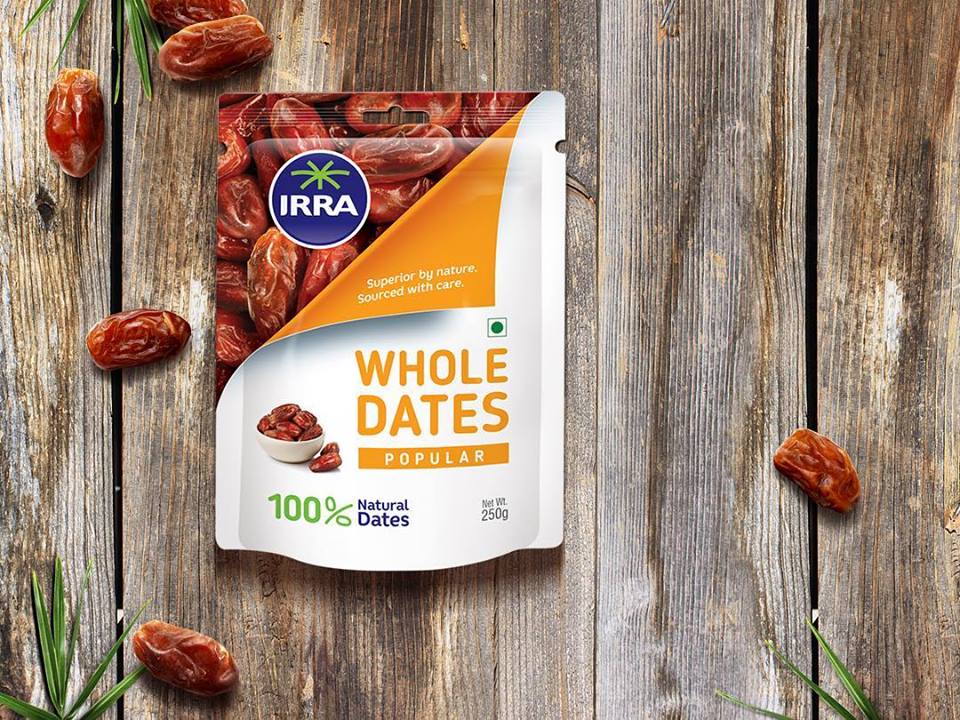 IRRA
Superior by nature.
Sourced with care.
WHOLE
DATES
POPULAR
100% Natural
Dates
Net Wt.
250g